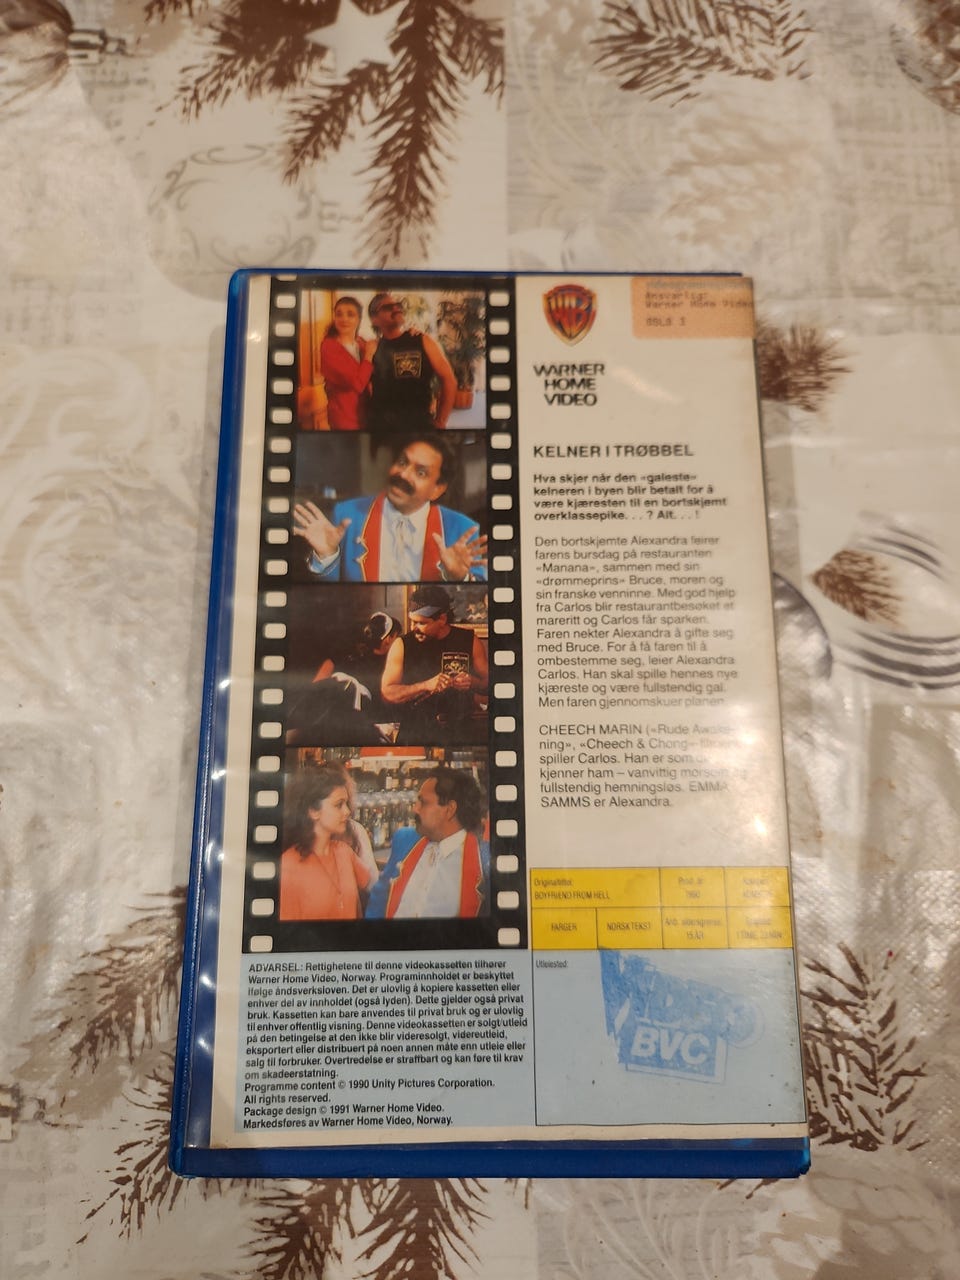 Ansvarlig:
Warner Home Video
OSLO 1
WARNER
HOME
VIDEO
KELNER I TRØBBEL
Hva skjer når den «galeste»
kelneren i byen blir betalt for å
være kjæresten til en bortskjemt
overklassepike. . . ? Alt. . . !
Den bortskjemte Alexandra feirer
farens bursdag på restauranten
«Manana», sammen med sin
«drømmeprins» Bruce, moren og
sin franske venninne. Med god hjelp
fra Carlos blir restaurantbesøket et
mareritt og Carlos får sparken.
Faren nekter Alexandra å gifte seg
med Bruce. For å få faren til å
ombestemme seg, leier Alexandra
Carlos. Han skal spille hennes nye
kjæreste og være fullstendig gal.
Men faren gjennomskuer planen.
CHEECH MARIN («Rude Awake-
ning», «Cheech & Chong»
spiller Carlos. Han er som
kjenner ham – vanvittig morsom og
fullstendig hemningsløs. EMMA
SAMMS er Alexandra.
Originaltittel:
BOYFRIEND FROM HELL
Prod. år:
1990
FARGER
NORSK TEKST
Anb. aldersgrense:
15 ÅR
1 TIME, 23 MIN
Utleiested:
BVC
ADVARSEL: Rettighetene til denne videokassetten tilhører
Warner Home Video, Norway. Programinnholdet er beskyttet
ifølge åndsverksloven. Det er ulovlig å kopiere kassetten eller
enhver del av innholdet (også lyden). Dette gjelder også privat
bruk. Kassetten kan bare anvendes til privat bruk og er ulovlig
til enhver offentlig visning. Denne videokassetten er solgt/utleid
på den betingelse at den ikke blir videresolgt, videreutleid,
eksportert eller distribuert på noen annen måte enn utleie eller
salg til forbruker. Overtredelse er straffbart og kan føre til krav
om skadeerstatning.
Programme content © 1990 Unity Pictures Corporation.
All rights reserved.
Package design © 1991 Warner Home Video.
Markedsføres av Warner Home Video, Norway.